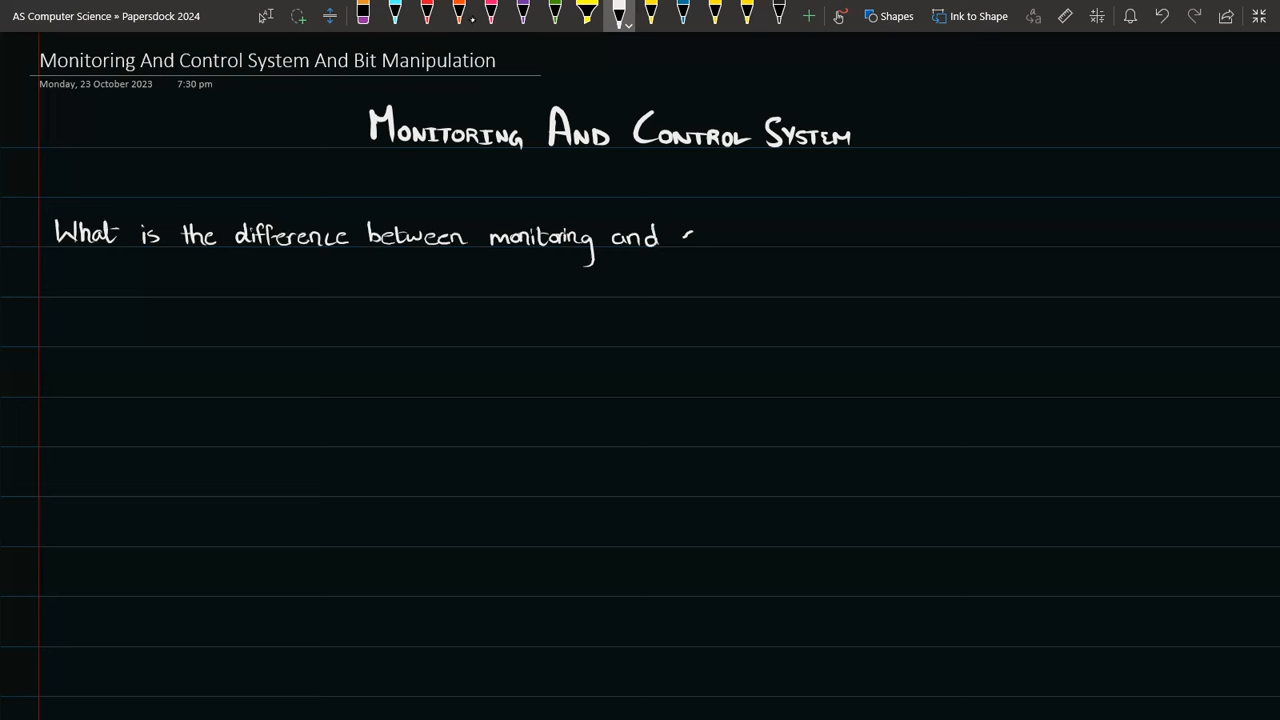 AS Computer Science » Papersdock 2024
Shapes
Ink to Shape
Monitoring And Control System And Bit Manipulation
Monday, 23 October 2023 7:30 pm
MONITORING AND CONTROL SYSTEM
What is the difference between monitoring and